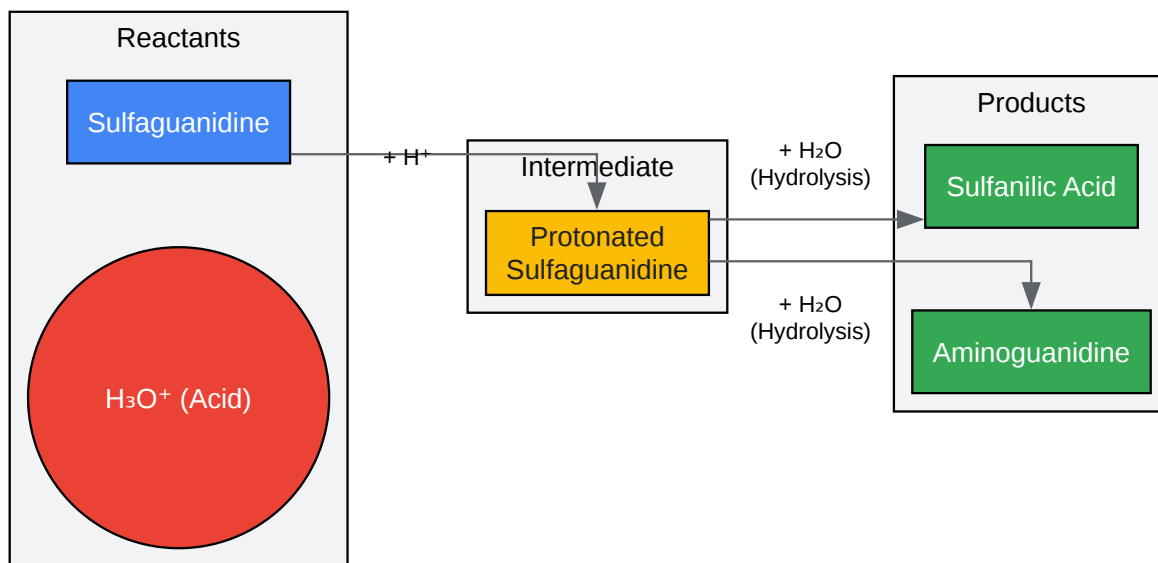 Reactants
Sulfaguanidine
H₃O⁺ (Acid)
+ H⁺
Intermediate
Protonated
Sulfaguanidine
+ H₂O
(Hydrolysis)
+ H₂O
(Hydrolysis)
Products
Sulfanilic Acid
Aminoguanidine